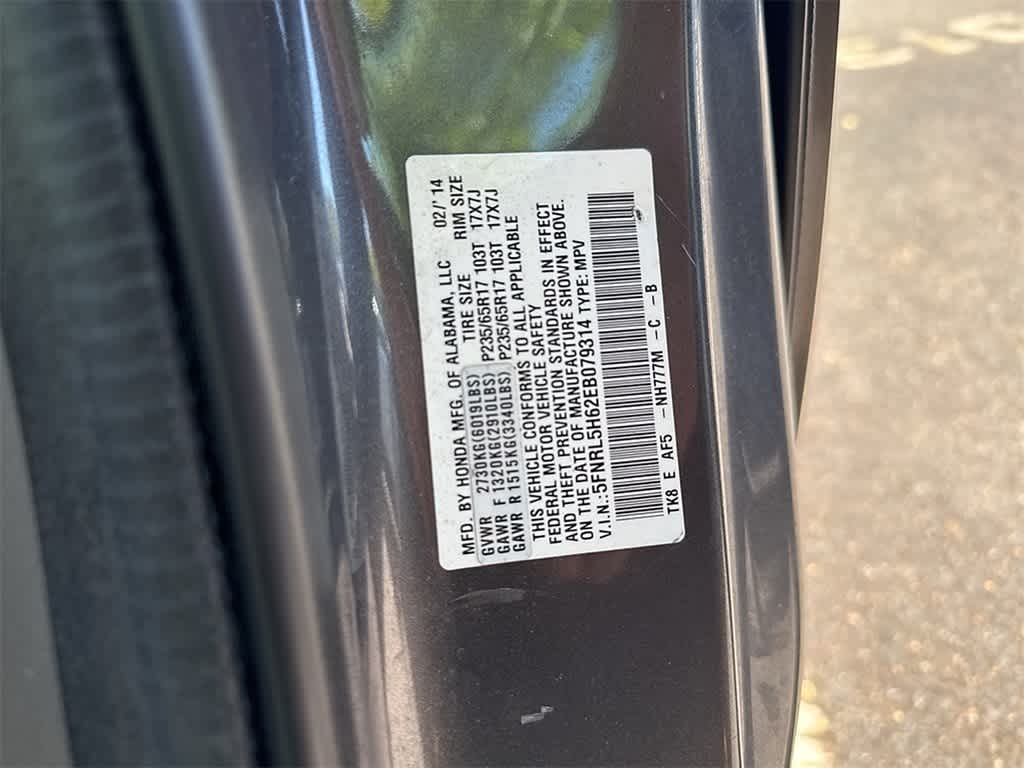 MFD. BY HONDA MFG. OF ALABAMA, LLC 02/'14
GVWR 2730KG(6019LBS) TIRE SIZE RIM SIZE
GAWR F 1320KG(2910LBS) P235/65R17 103T 17X7J
GAWR R 1515KG(3340LBS) P235/65R17 103T 17X7J
THIS VEHICLE CONFORMS TO ALL APPLICABLE
FEDERAL MOTOR VEHICLE SAFETY
AND THEFT PREVENTION STANDARDS IN EFFECT
ON THE DATE OF MANUFACTURE SHOWN ABOVE.
V.I.N.:5FNRL5H62EB079314 TYPE: MPV
TK8 E AF5 -NH777M -C -B